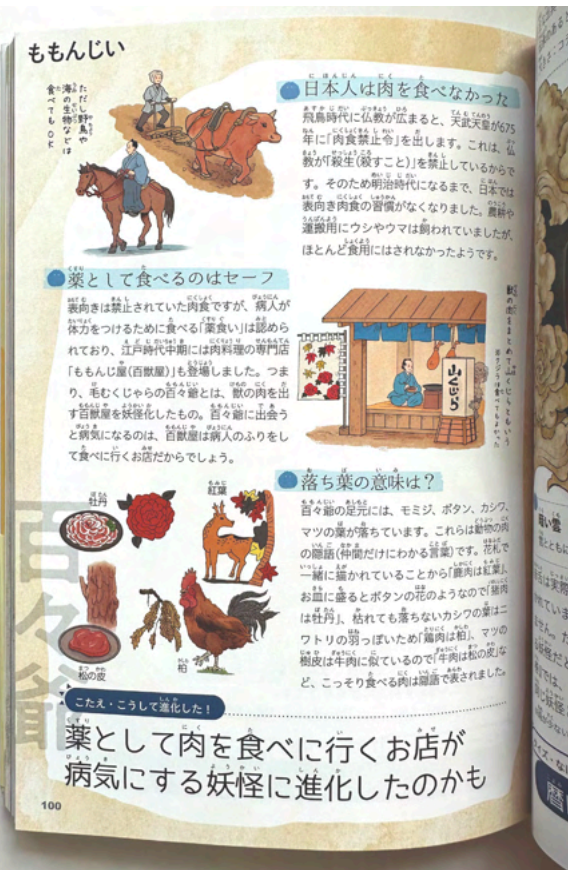 ももんじい
日本人は肉を食べなかった
飛鳥時代に仏教が広まると、天武天皇が675
年に「肉食禁止令」を出します。これは、仏
教が「殺生(殺すこと)」を禁止しているからで
す。そのため明治時代になるまで、日本では
表向き肉食の習慣がなくなりました。農耕や
運搬用にウシやウマは飼われていましたが、
ほとんど食用にはされなかったようです。
ただし野鳥や
海の生物などは
食べてもOK
薬として食べるのはセーフ
表向きは禁止されていた肉食ですが、病人が
体力をつけるために食べる「薬食い」は認めら
れており、江戸時代中期には肉料理の専門店
「ももんじ屋(百獣屋)」も登場しました。つま
り、毛むくじゃらの百々爺とは、獣の肉を出
す百獣屋を妖怪化したもの。百々爺に出会う
と病気になるのは、百獣屋は病人のふりをし
て食べに行くお店だからでしょう。
獣の肉をまとめて山くじらともいう
山くじら
落ち葉の意味は?
百々爺の足元には、モミジ、ボタン、カシワ、
マツの葉が落ちています。これらは動物の肉
の隠語(仲間だけにわかる言葉)です。花札で
一緒に描かれていることから「鹿肉は紅葉」、
お皿に盛るとボタンの花のようなので「猪肉
は牡丹」、枯れても落ちないカシワの葉はニ
ワトリの羽っぽいため「鶏肉は柏」、マツの
樹皮は牛肉に似ているので「牛肉は松の皮」な
ど、こっそり食べる肉は隠語で表されました。
牡丹
紅葉
松の皮
柏
百々爺
こたえ・こうして進化した!
薬として肉を食べに行くお店が
病気にする妖怪に進化したのかも
100